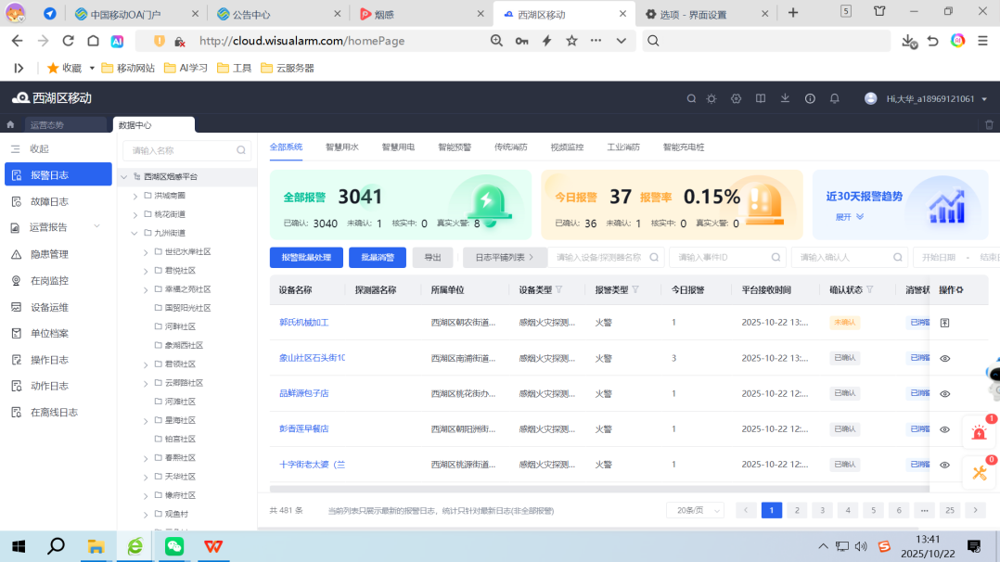 中国移动OA门户
公告中心
烟感
西湖区移动
选项 - 界面设置
5
AI
http://cloud.wisualarm.com/homePage
收藏
移动网站
AI学习
工具
云服务器
西湖区移动
Hi,大华_a18969121061
运营态势
数据中心
收起
报警日志
故障日志
运营报告
隐患管理
在岗监控
设备运维
单位档案
操作日志
动作日志
在离线日志
请输入名称
西湖区烟感平台
洪城商圈
桃花街道
九洲街道
世纪水岸社区
君悦社区
幸福之苑社区
国贸阳光社区
河畔社区
象湖西社区
君领社区
云卿路社区
河滩社区
星海社区
铂宫社区
春熙社区
天华社区
橡府社区
观鱼村
全部系统
智慧用水
智慧用电
智能预警
传统消防
视频监控
工业消防
智能充电桩
全部报警 3041
已确认: 3040 未确认: 1 核实中: 0 真实火警: 8
今日报警 37 报警率 0.15%
已确认: 36 未确认: 1 核实中: 0 真实火警: 0
近30天报警趋势
展开
报警批量处理
批量消警
导出
日志平铺列表
请输入设备/探测器名称
请输入事件ID
请输入确认人
开始日期 - 结束
设备名称 探测器名称 所属单位 设备类型 报警类型 今日报警 平台接收时间 确认状态 消警状 操作
郭氏机械加工 西湖区朝农街道... 感烟火灾探测... 火警 1 2025-10-22 13:... 未确认 已消警
象山社区石头街10 西湖区南浦街道... 感烟火灾探测... 火警 3 2025-10-22 13:... 已确认 已消警
品鲜源包子店 西湖区桃花街办... 感烟火灾探测... 火警 1 2025-10-22 12:... 已确认 已消警
彭香莲早餐店 西湖区朝阳洲街... 感烟火灾探测... 火警 1 2025-10-22 12:... 已确认 已消警
十字街老太婆（兰 西湖区桃源街道... 感烟火灾探测... 火警 1 2025-10-22 12:... 已确认 已消警
1
0
共 481 条
当前列表只展示最新的报警日志，统计只针对最新日志(非全部报警)
20条/页
1 2 3 4 5 6 ... 25
13:41
2025/10/22